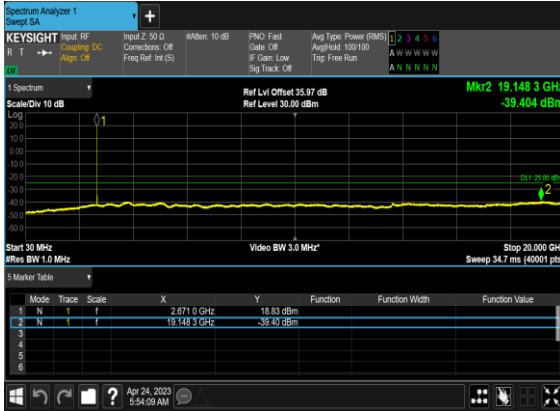 Spectrum Analyzer 1
Swept SA
+
KEYSIGHT Input: RF Input Z: 50 Ω #Atten: 10 dB PNO: Fast Avg Type: Power (RMS) 1 2 3 4 5 6
R T Coupling: DC Corrections: Off Gate: Off Avg|Hold: 100/100 A W W W W W
Align: Off Freq Ref: Int (S) IF Gain: Low Trig: Free Run
Sig Track: Off A N N N N N
1 Spectrum
Ref Lvl Offset 35.97 dB Mkr2 19.148 3 GHz
Scale/Div 10 dB Ref Level 30.00 dBm -39.404 dBm
Log
20.0
10.0
0.00
-10.0
-20.0
-30.0
-40.0
-50.0
-60.0
1
DL1 -25.00 dBm
2
Start 30 MHz Video BW 3.0 MHz* Stop 20.000 GHz
#Res BW 1.0 MHz Sweep 34.7 ms (40001 pts)
5 Marker Table
Mode Trace Scale X Y Function Function Width Function Value
1 N 1 f 2.671 0 GHz 18.83 dBm
2 N 1 f 19.148 3 GHz -39.40 dBm
3
4
5
6
? Apr 24, 2023
5:54:09 AM